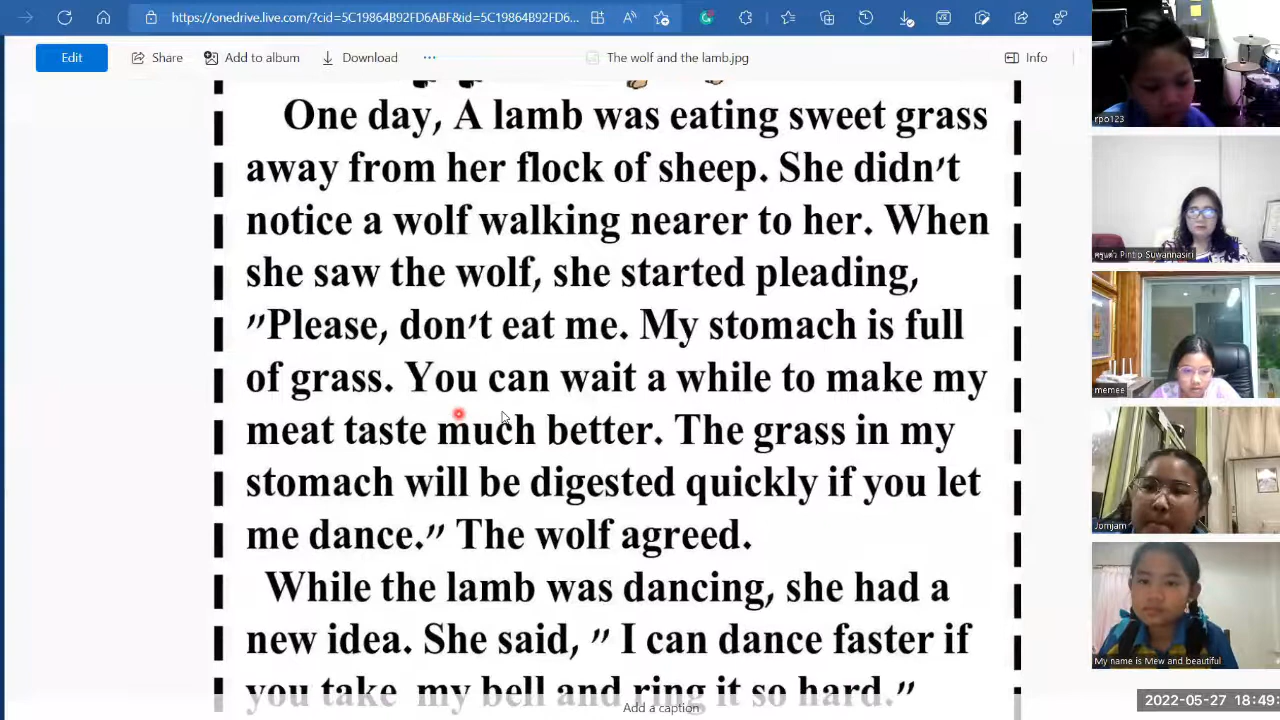 https://onedrive.live.com/?cid=5C19864B92FD6ABF&id=5C19864B92FD6...
Edit
Share
Add to album
Download
...
The wolf and the lamb.jpg
Info
One day, A lamb was eating sweet grass
away from her flock of sheep. She didn't
notice a wolf walking nearer to her. When
she saw the wolf, she started pleading,
"Please, don't eat me. My stomach is full
of grass. You can wait a while to make my
meat taste much better. The grass in my
stomach will be digested quickly if you let
me dance." The wolf agreed.
While the lamb was dancing, she had a
new idea. She said, " I can dance faster if
you take my bell and ring it so hard."
Add a caption
rpo123
Pintip Suwannasiri
memee
Jomjam
My name is Mew and beautiful
2022-05-27 18:49: